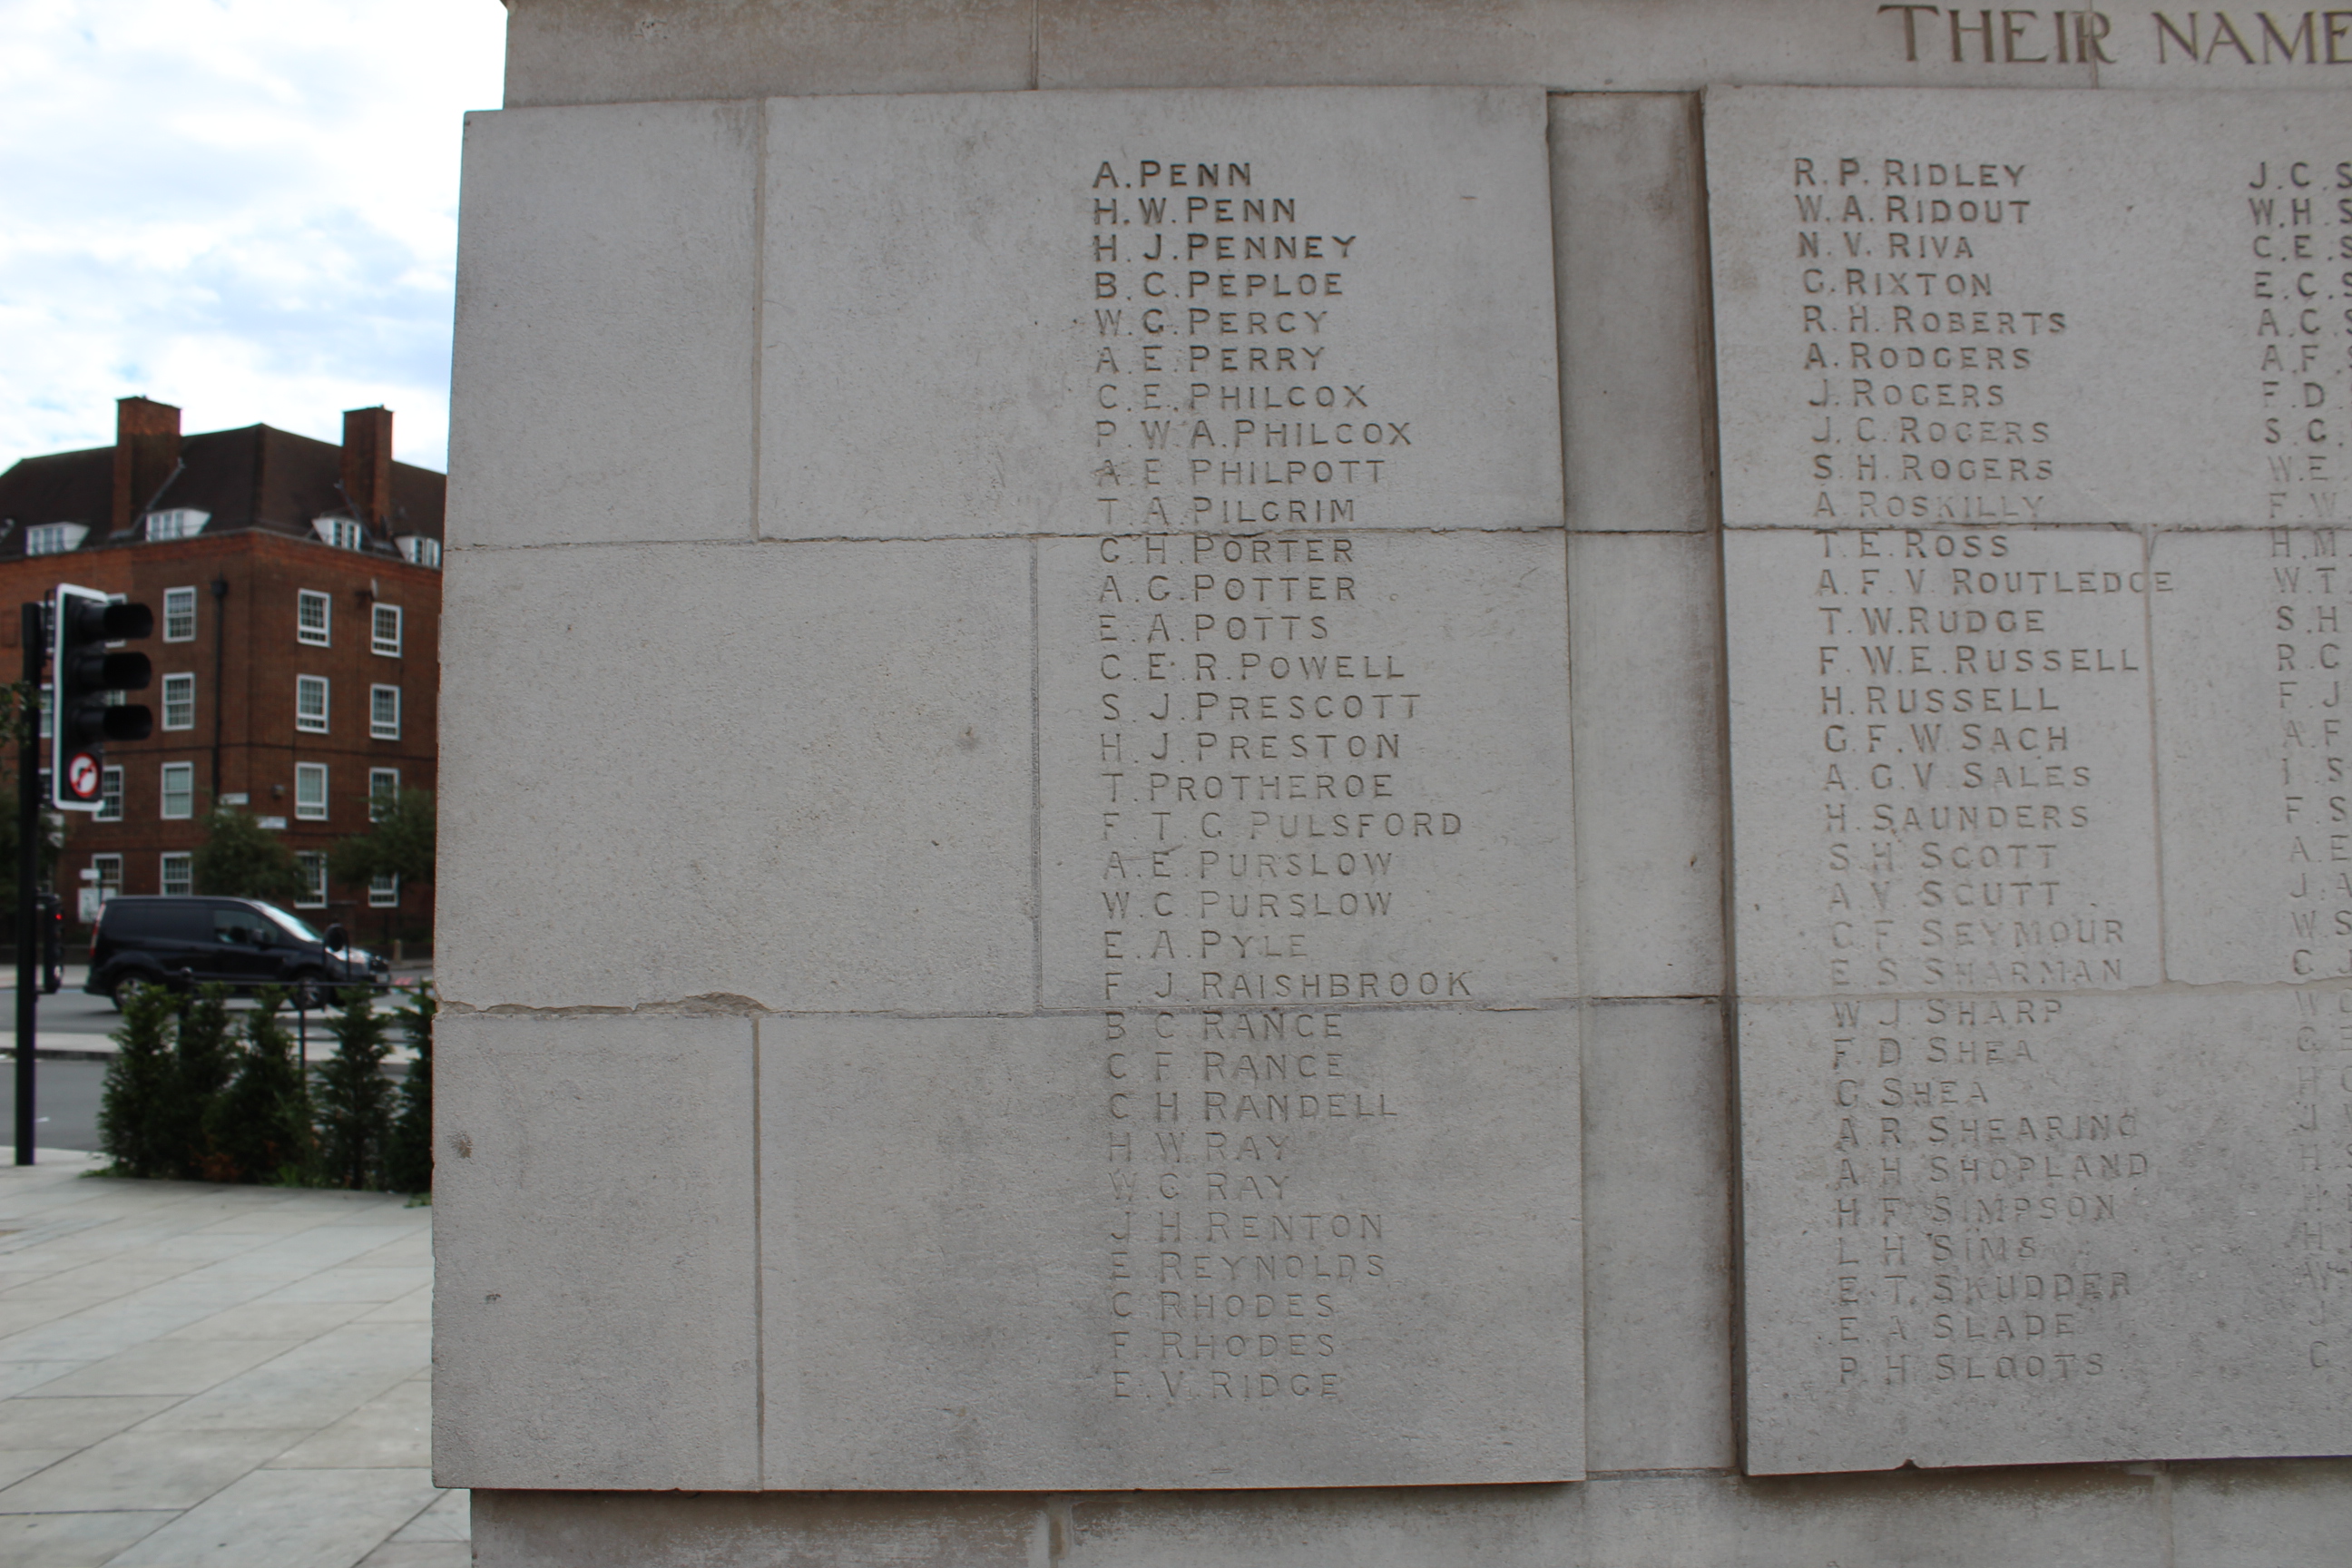 THEIR NAME
A. PENN
H. W. PENN
H. J. PENNEY
B. C. PEPLOE
W. G. PERCY
A. E. PERRY
C. E. PHILCOX
P. W. A. PHILCOX
A. E. PHILPOTT
T. A. PILGRIM
C. H. PORTER
A. G. POTTER
E. A. POTTS
C. E. R. POWELL
S. J. PRESCOTT
H. J. PRESTON
T. PROTHEROE
F. T. G. PULSFORD
A. E. PURSLOW
W. C. PURSLOW
E. A. PYLE
F. J. RAISHBROOK
B. C. RANCE
C. F. RANCE
C. H. RANDELL
H. W. RAY
W. G. RAY
J. H. RENTON
E. REYNOLDS
C. RHODES
F. RHODES
E. V. RIDGE
R. P. RIDLEY
W. A. RIDOUT
N. V. RIVA
G. RIXTON
R. H. ROBERTS
A. RODGERS
J. ROGERS
J. C. ROGERS
S. H. ROGERS
A. ROSKILLY
T. E. ROSS
A. F. V. ROUTLEDGE
T. W. RUDGE
F. W. E. RUSSELL
H. RUSSELL
G. F. W. SACH
A. G. V. SALES
H. SAUNDERS
S. H. SCOTT
A. V. SCUTT
C. F. SEYMOUR
E. S. SHARMAN
W. J. SHARP
F. D. SHEA
G. SHEA
A. R. SHEARING
A. H. SHOPLAND
H. F. SIMPSON
L. H. SIMS
E. T. SKUDDER
E. A. SLADE
P. H. SLOOTS
J. C. S
W. H. S
C. E. S
E. C. S
A. C. S
A. F.
F. D
S. G.
W. E
F. W
H. M
W. T
S. H
R. C
F. J
A. F
I. S
F. S
A. E
J. A
W. S
C. J
W
G
H
J
H
H
H
J
C